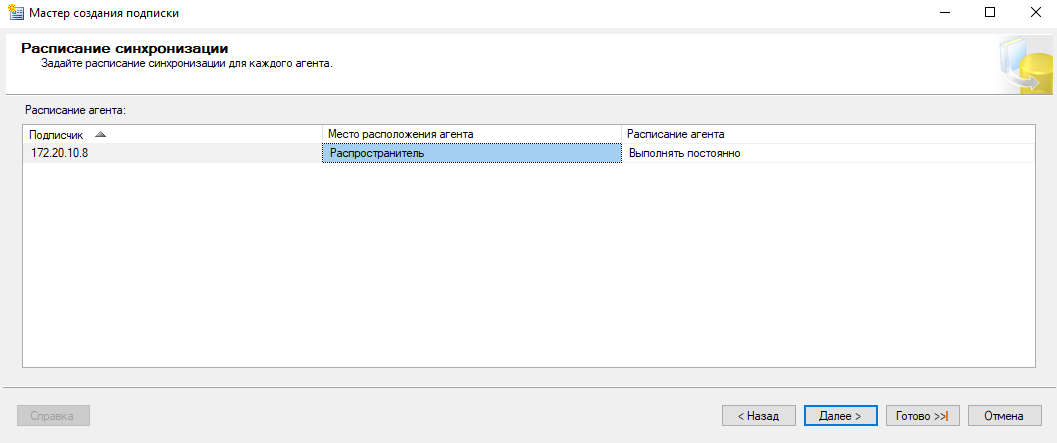 Мастер создания подписки
Расписание синхронизации
Задайте расписание синхронизации для каждого агента.
Расписание агента:
Подписчик Место расположения агента Расписание агента
172.20.10.8 Распространитель Выполнять постоянно
Справка < Назад Далее > Готово >>| Отмена